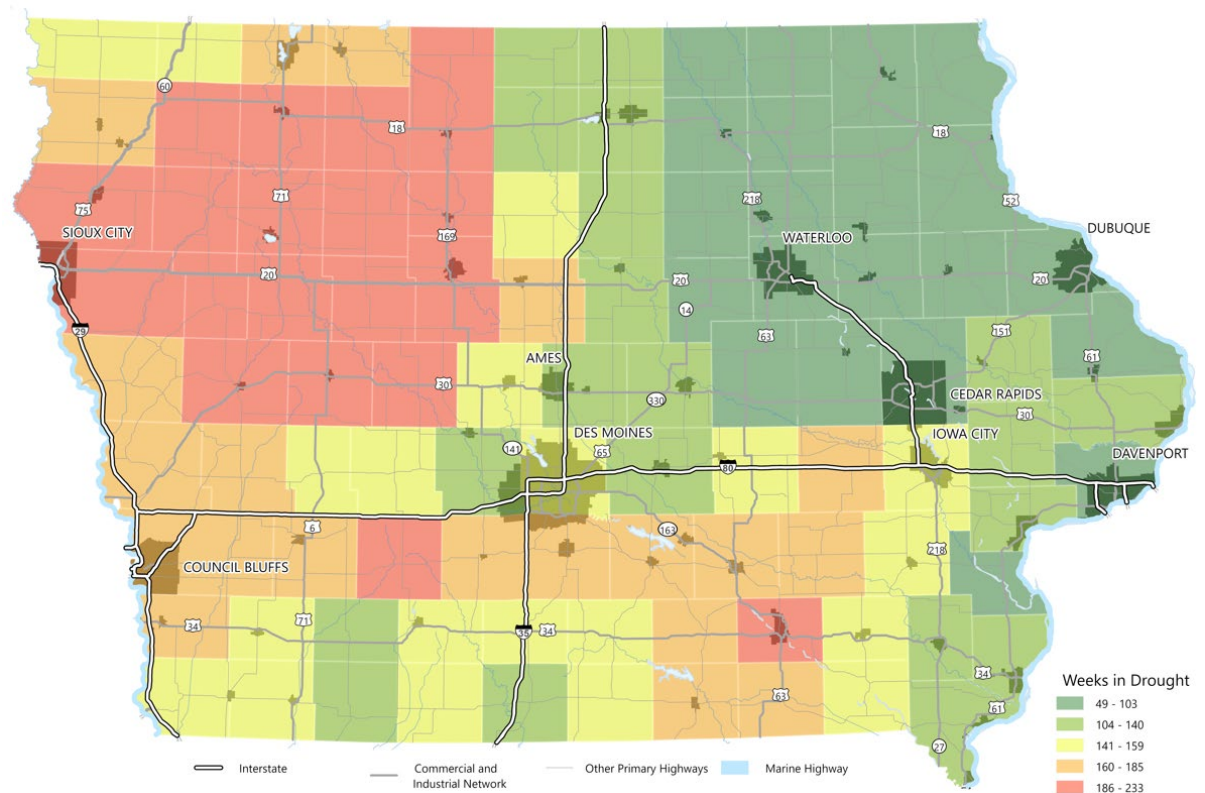 60
18
18
71
75
SIOUX CITY
169
218
52
WATERLOO
DUBUQUE
20
20
20
14
29
63
151
61
AMES
30
330
CEDAR RAPIDS
30
DES MOINES
IOWA CITY
141
65
80
DAVENPORT
6
163
COUNCIL BLUFFS
218
34
71
35
34
34
63
61
27
Weeks in Drought
49 - 103
104 - 140
141 - 159
160 - 185
186 - 233
Interstate
Commercial and
Industrial Network
Other Primary Highways
Marine Highway